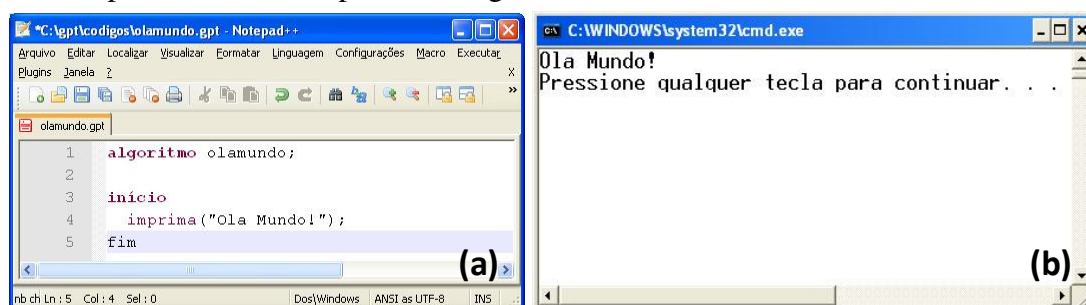 *C:\gpt\codigos\olamundo.gpt - Notepad++
Arquivo Editar Localizar Visualizar Formatar Linguagem Configurações Macro Executar
Plugins Janela ? X
olamundo.gpt
1 algoritmo olamundo;
2
3 início
4 imprima("Ola Mundo!");
5 fim
(a)
nb ch Ln : 5 Col : 4 Sel : 0 Dos\Windows ANSI as UTF-8 INS
C:\WINDOWS\system32\cmd.exe
Ola Mundo!
Pressione qualquer tecla para continuar. . .
(b)